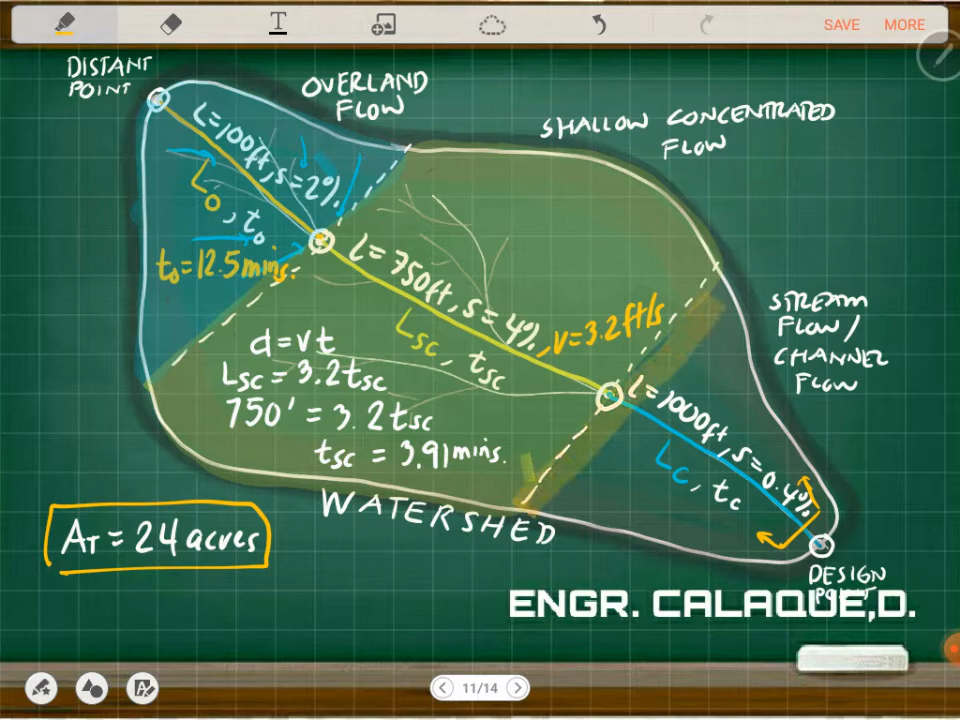 T
SAVE
MORE
DISTANT
POINT
OVERLAND
FLOW
SHALLOW CONCENTRATED
FLOW
L=100ft, S=2%
Lo, to
to=12.5mins.
L=750ft, S=4%, V=3.2ft/s
Lsc, tsc
STREAM
FLOW/
CHANNEL
FLOW
d=vt
Lsc = 3.2tsc
750' = 3.2tsc
tsc = 3.91mins.
L=1000ft, S=0.4%
Lc, tc
WATERSHED
AT = 24 acres
DESIGN
ENGR. CALAQUE,D.
11/14